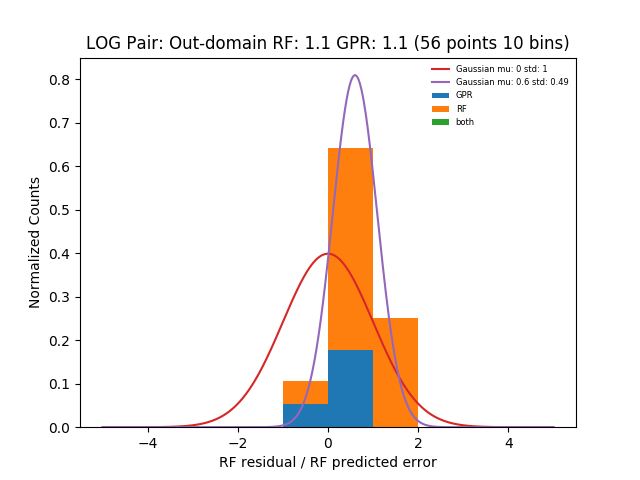 LOG Pair: Out-domain RF: 1.1 GPR: 1.1 (56 points 10 bins)
Gaussian mu: 0 std: 1
Gaussian mu: 0.6 std: 0.49
GPR
RF
both
Normalized Counts
0.8
0.7
0.6
0.5
0.4
0.3
0.2
0.1
0.0
−4
−2
0
2
4
RF residual / RF predicted error